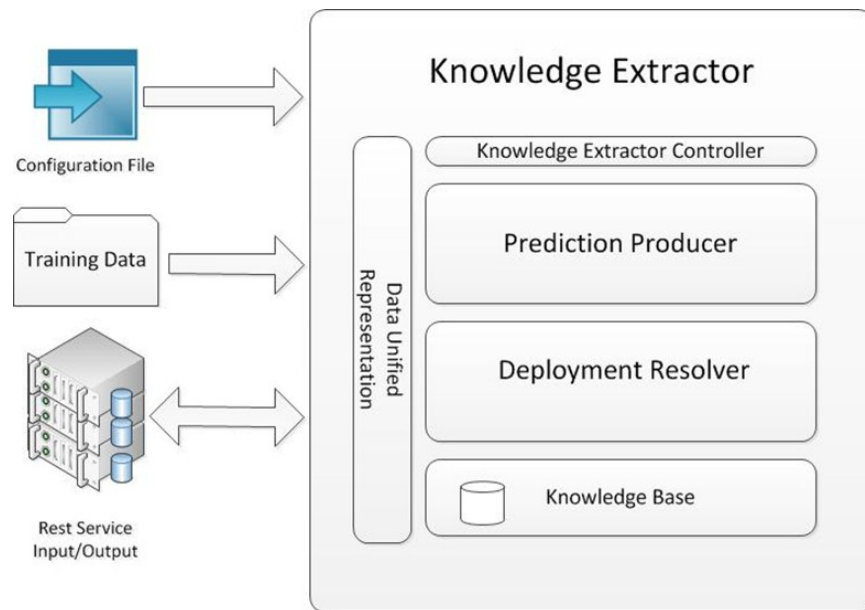 Knowledge Extractor
Configuration File
Training Data
Rest Service
Input/Output
Data Unified
Representation
Knowledge Extractor Controller
Prediction Producer
Deployment Resolver
Knowledge Base